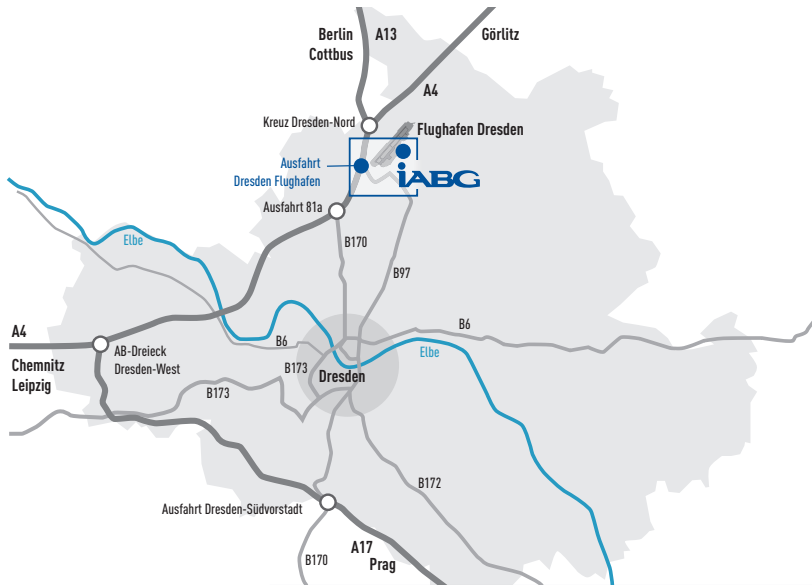 Berlin
Cottbus
A13
Görlitz
A4
Kreuz Dresden-Nord
Flughafen Dresden
Ausfahrt
Dresden Flughafen
iABG
Ausfahrt 81a
Elbe
B170
B97
A4
Chemnitz
Leipzig
AB-Dreieck
Dresden-West
B6
B6
Elbe
B173
Dresden
B173
B172
Ausfahrt Dresden-Südvorstadt
B170
A17
Prag